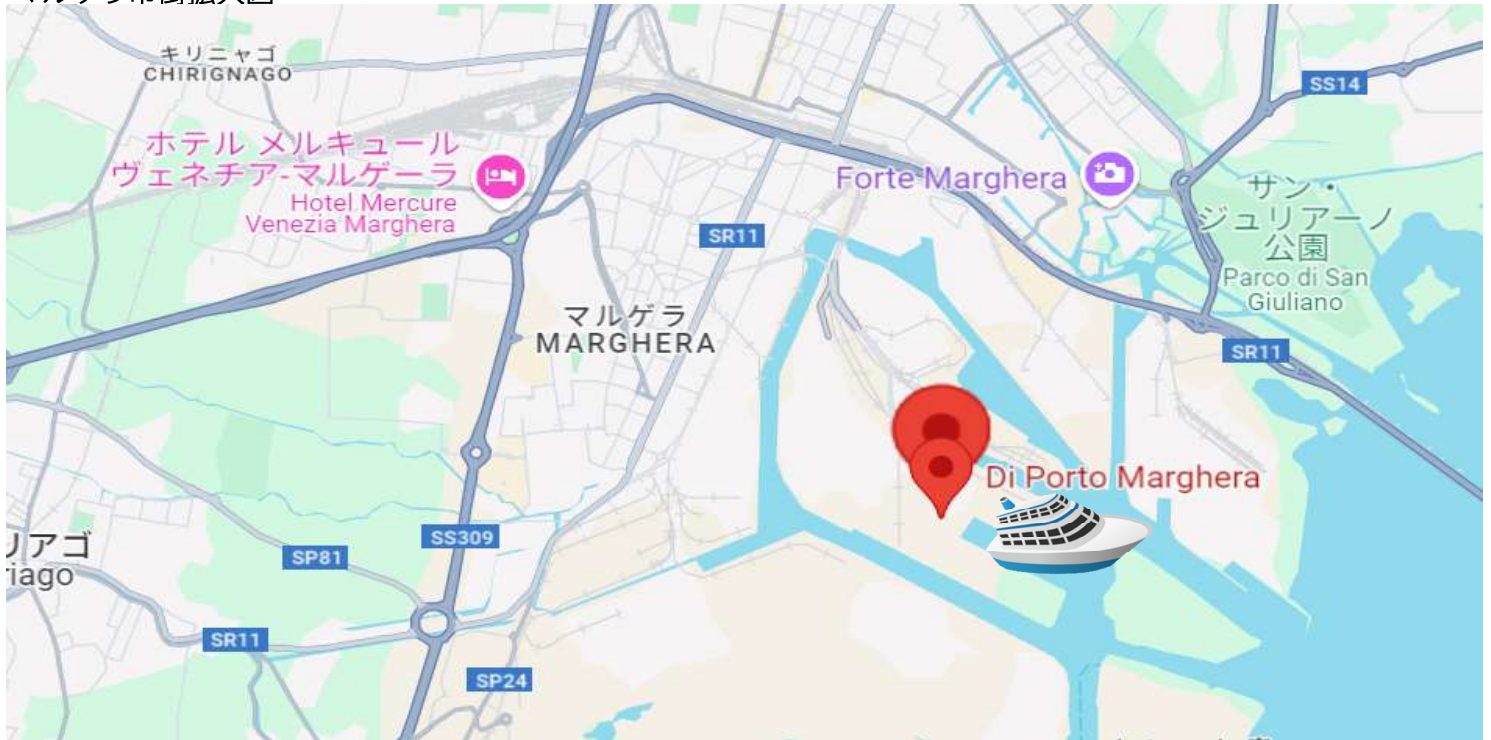 キリニャゴ
CHIRIGNAGO
SS14
ホテル メルキュール
ヴェネチア-マルゲーラ
Hotel Mercure
Venezia Marghera
Forte Marghera
サン・
ジュリアーノ
公園
Parco di San
Giuliano
SR11
マルゲラ
MARGHERA
SR11
Di Porto Marghera
SS309
リアゴ
iago
SP81
SR11
SP24